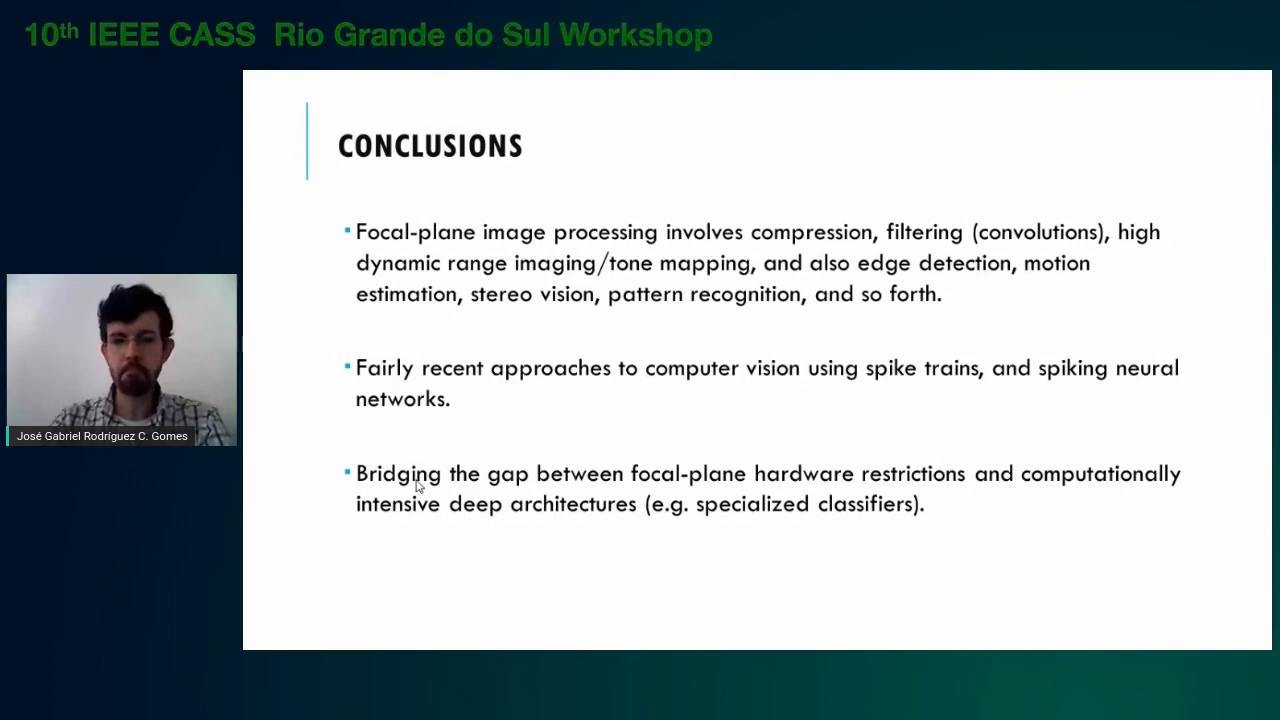 10th IEEE CASS Rio Grande do Sul Workshop
CONCLUSIONS
▪ Focal-plane image processing involves compression, filtering (convolutions), high
dynamic range imaging/tone mapping, and also edge detection, motion
estimation, stereo vision, pattern recognition, and so forth.
▪ Fairly recent approaches to computer vision using spike trains, and spiking neural
networks.
▪ Bridging the gap between focal-plane hardware restrictions and computationally
intensive deep architectures (e.g. specialized classifiers).
José Gabriel Rodríguez C. Gomes